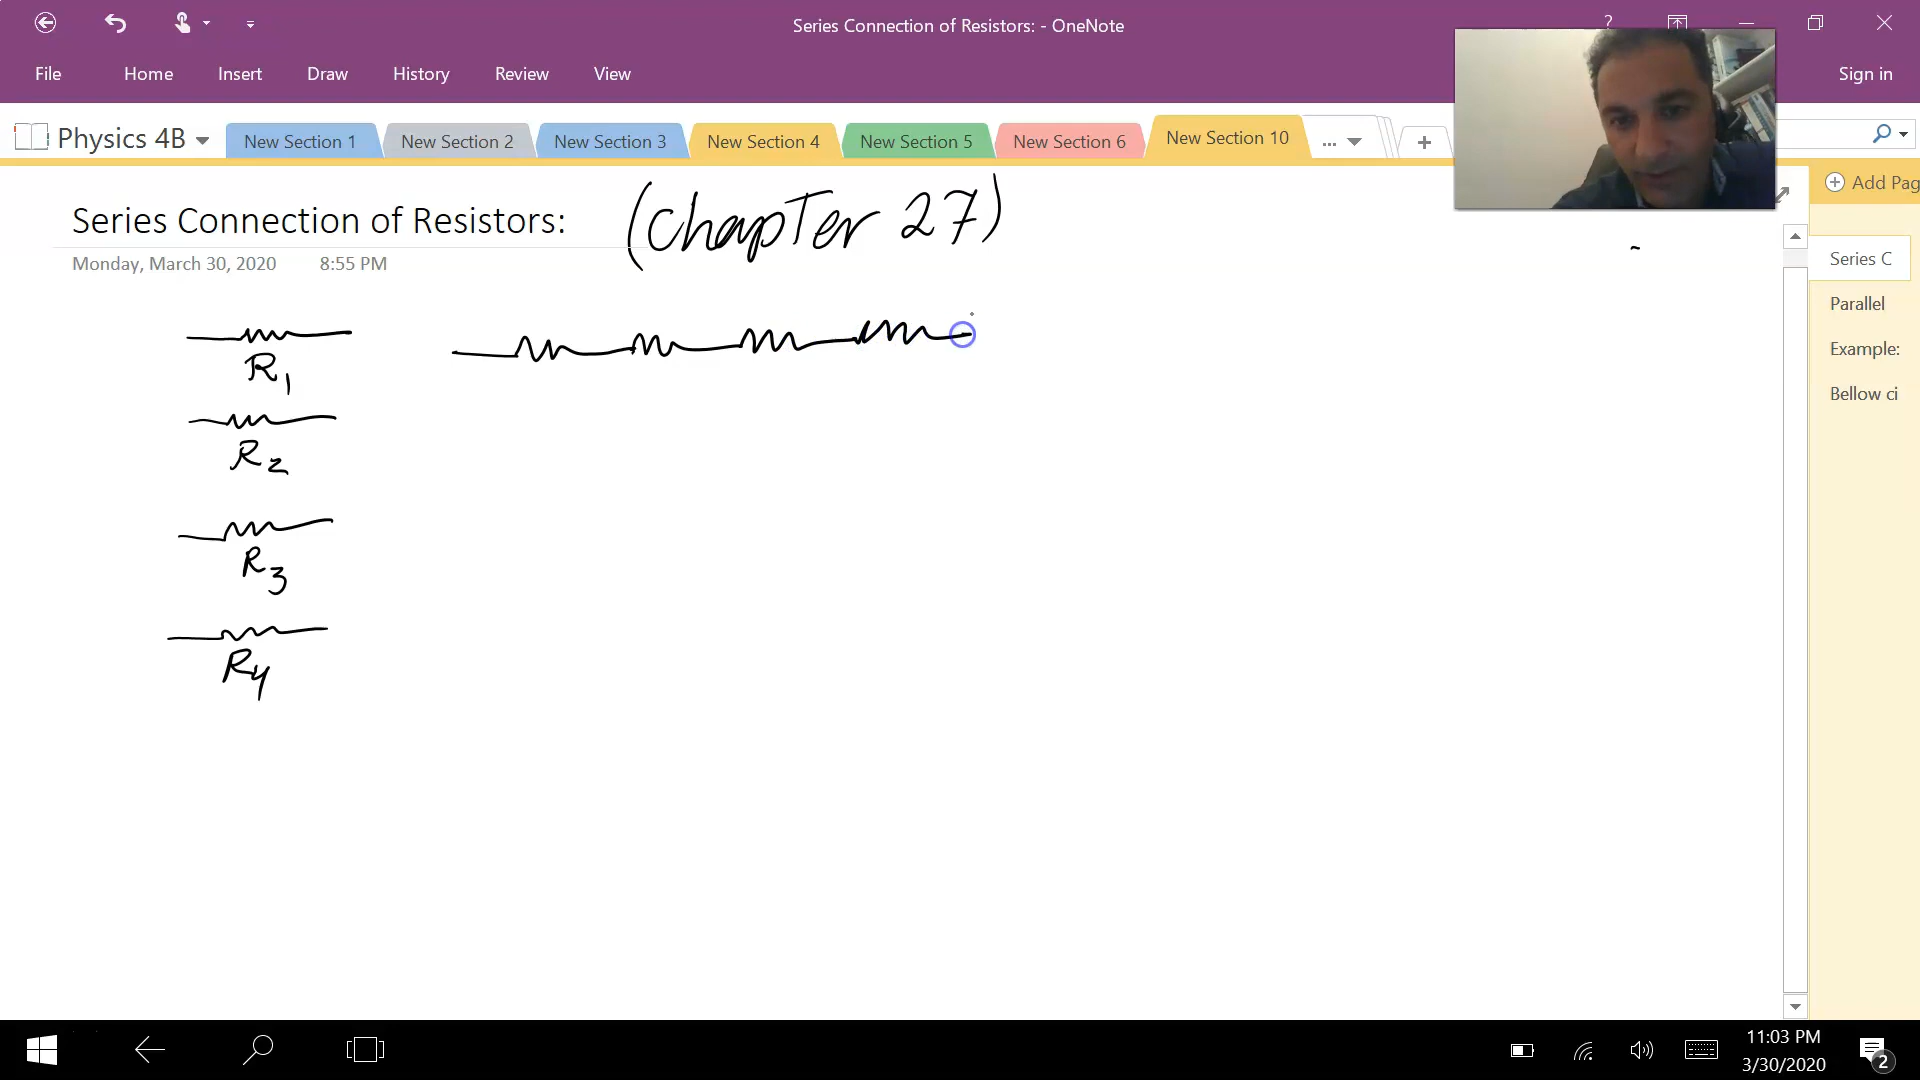 Series Connection of Resistors: - OneNote
?
File Home Insert Draw History Review View
Sign in
Physics 4B
New Section 1 New Section 2 New Section 3 New Section 4 New Section 5 New Section 6 New Section 10 ...
Add Pag
Series Connection of Resistors: (ChapTer 27)
Monday, March 30, 2020 8:55 PM
Series C
Parallel
Example:
Bellow ci
R1
R2
R3
R4
11:03 PM
3/30/2020
2